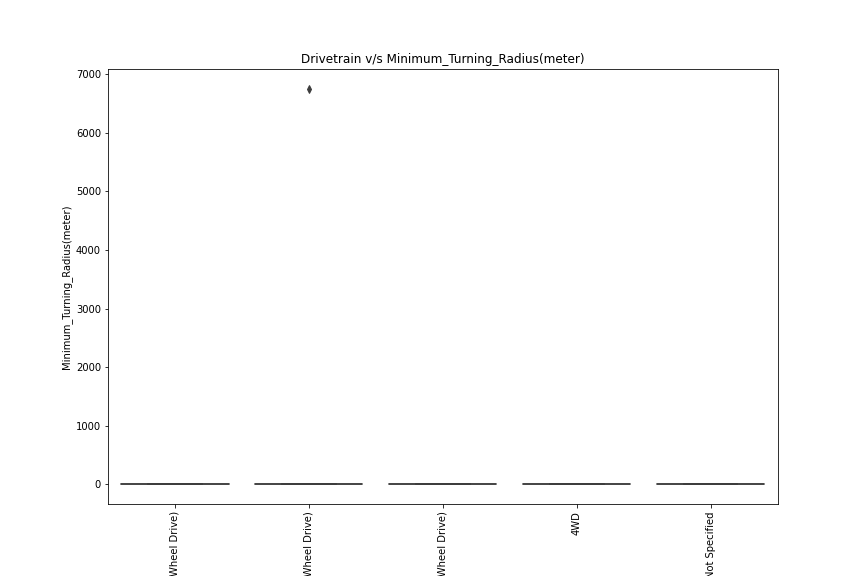 Drivetrain v/s Minimum_Turning_Radius(meter)
Minimum_Turning_Radius(meter)
7000
6000
5000
4000
3000
2000
1000
0
Wheel Drive)
Wheel Drive)
Wheel Drive)
4WD
Not Specified